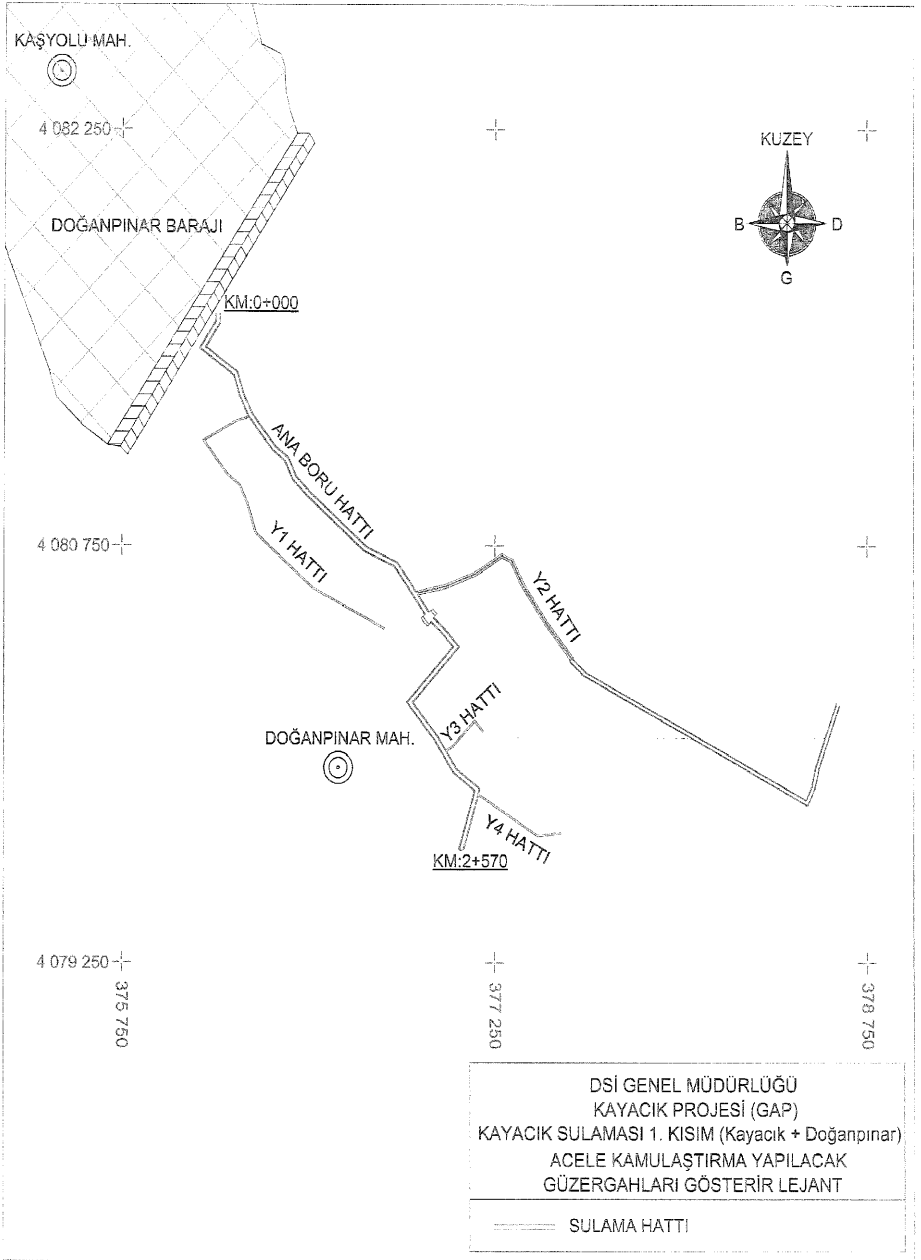 KAŞYOLU MAH.
4 082 250
KUZEY
B
D
G
DOĞANPINAR BARAJI
KM:0+000
ANA BORU HATTI
Y1 HATTI
4 080 750
Y2 HATTI
Y3 HATTI
DOĞANPINAR MAH.
Y4 HATTI
KM:2+570
4 079 250
375 750
377 250
378 750
DSİ GENEL MÜDÜRLÜĞÜ
KAYACIK PROJESİ (GAP)
KAYACIK SULAMASI 1. KISIM (Kayacık + Doğanpınar)
ACELE KAMULAŞTIRMA YAPILACAK
GÜZERGAHLARI GÖSTERİR LEJANT
SULAMA HATTI